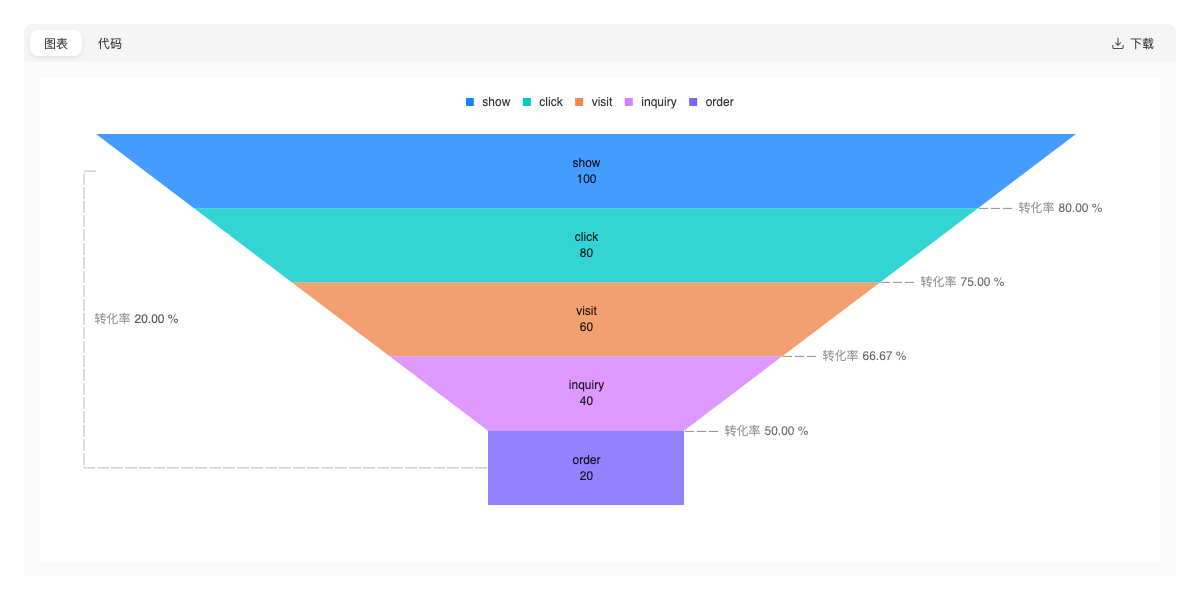 图表 代码 下载
show click visit inquiry order
show
100
转化率 80.00 %
click
80
转化率 75.00 %
visit
60
转化率 20.00 %
转化率 66.67 %
inquiry
40
转化率 50.00 %
order
20